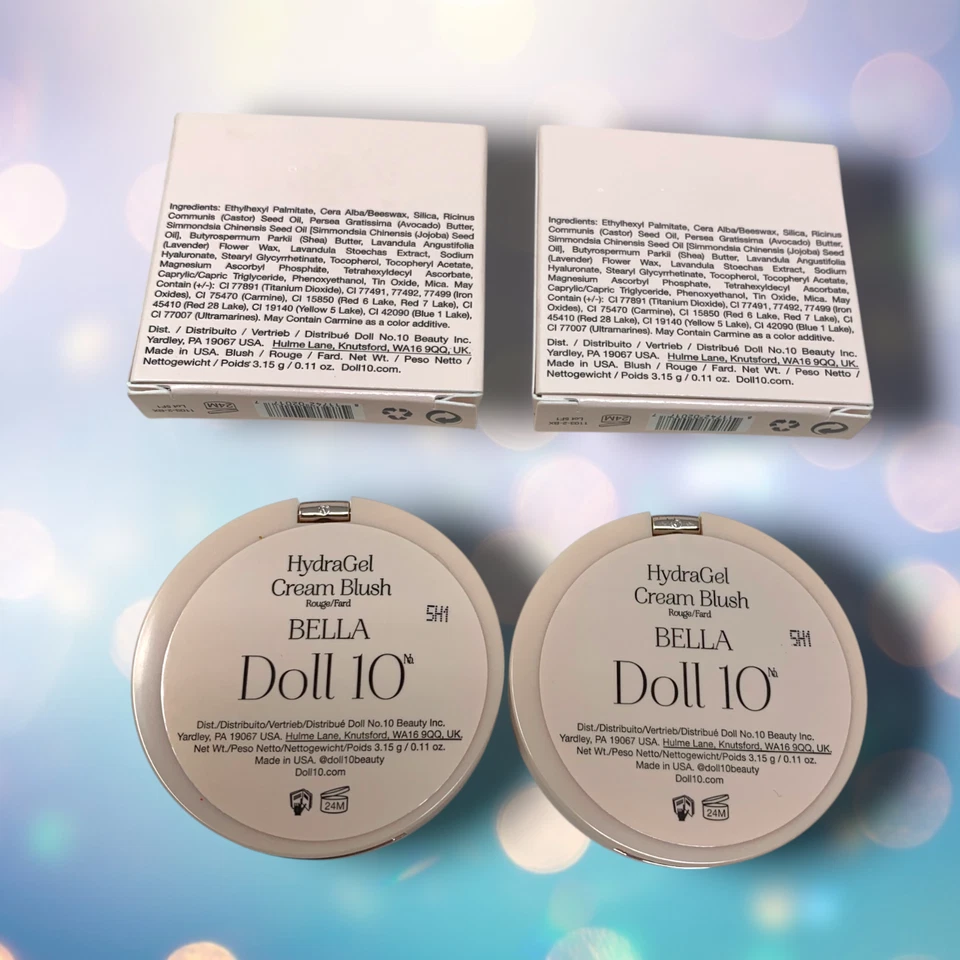 Ingredients: Ethylhexyl Palmitate, Cera Alba/Beeswax, Silica, Ricinus
Communis (Castor) Seed Oil, Persea Gratissima (Avocado) Butter,
Simmondsia Chinensis Seed Oil [Simmondsia Chinensis (Jojoba) Seed
Oil], Butyrospermum Parkii (Shea) Butter, Lavandula Angustifolia
(Lavender) Flower Wax, Lavandula Stoechas Extract, Sodium
Hyaluronate, Stearyl Glycyrrhetinate, Tocopherol, Tocopheryl Acetate,
Magnesium Ascorbyl Phosphate, Tetrahexyldecyl Ascorbate,
Caprylic/Capric Triglyceride, Phenoxyethanol, Tin Oxide, Mica. May
Contain (+/-): CI 77891 (Titanium Dioxide), CI 77491, 77492, 77499 (Iron
Oxides), CI 75470 (Carmine), CI 15850 (Red 6 Lake, Red 7 Lake), CI
45410 (Red 28 Lake), CI 19140 (Yellow 5 Lake), CI 42090 (Blue 1 Lake),
CI 77007 (Ultramarines). May Contain Carmine as a color additive.
Dist. / Distribuito / Vertrieb / Distribué Doll No.10 Beauty Inc.
Yardley, PA 19067 USA. Hulme Lane, Knutsford, WA16 9QQ, UK.
Made in USA. Blush / Rouge / Fard. Net Wt. / Peso Netto /
Nettogewicht / Poids 3.15 g / 0.11 oz. Doll10.com.
24M
Ingredients: Ethylhexyl Palmitate, Cera Alba/Beeswax, Silica, Ricinus
Communis (Castor) Seed Oil, Persea Gratissima (Avocado) Butter,
Simmondsia Chinensis Seed Oil [Simmondsia Chinensis (Jojoba) Seed
Oil], Butyrospermum Parkii (Shea) Butter, Lavandula Angustifolia
(Lavender) Flower Wax, Lavandula Stoechas Extract, Sodium
Hyaluronate, Stearyl Glycyrrhetinate, Tocopherol, Tocopheryl Acetate,
Magnesium Ascorbyl Phosphate, Tetrahexyldecyl Ascorbate,
Caprylic/Capric Triglyceride, Phenoxyethanol, Tin Oxide, Mica. May
Contain (+/-): CI 77891 (Titanium Dioxide), CI 77491, 77492, 77499 (Iron
Oxides), CI 75470 (Carmine), CI 15850 (Red 6 Lake, Red 7 Lake), CI
45410 (Red 28 Lake), CI 19140 (Yellow 5 Lake), CI 42090 (Blue 1 Lake),
CI 77007 (Ultramarines). May Contain Carmine as a color additive.
Dist. / Distribuito / Vertrieb / Distribué Doll No.10 Beauty Inc.
Yardley, PA 19067 USA. Hulme Lane, Knutsford, WA16 9QQ, UK.
Made in USA. Blush / Rouge / Fard. Net Wt. / Peso Netto /
Nettogewicht / Poids 3.15 g / 0.11 oz. Doll10.com.
24M
HydraGel
Cream Blush
Rouge/Fard
5H1
BELLA
Doll 10
Dist./Distribuito/Vertrieb/Distribué Doll No.10 Beauty Inc.
Yardley, PA 19067 USA. Hulme Lane, Knutsford, WA16 9QQ, UK.
Net Wt./Peso Netto/Nettogewicht/Poids 3.15 g / 0.11 oz.
Made in USA. @doll10beauty
Doll10.com
24M
HydraGel
Cream Blush
Rouge/Fard
5H1
BELLA
Doll 10
Dist./Distribuito/Vertrieb/Distribué Doll No.10 Beauty Inc.
Yardley, PA 19067 USA. Hulme Lane, Knutsford, WA16 9QQ, UK.
Net Wt./Peso Netto/Nettogewicht/Poids 3.15 g / 0.11 oz.
Made in USA. @doll10beauty
Doll10.com
24M